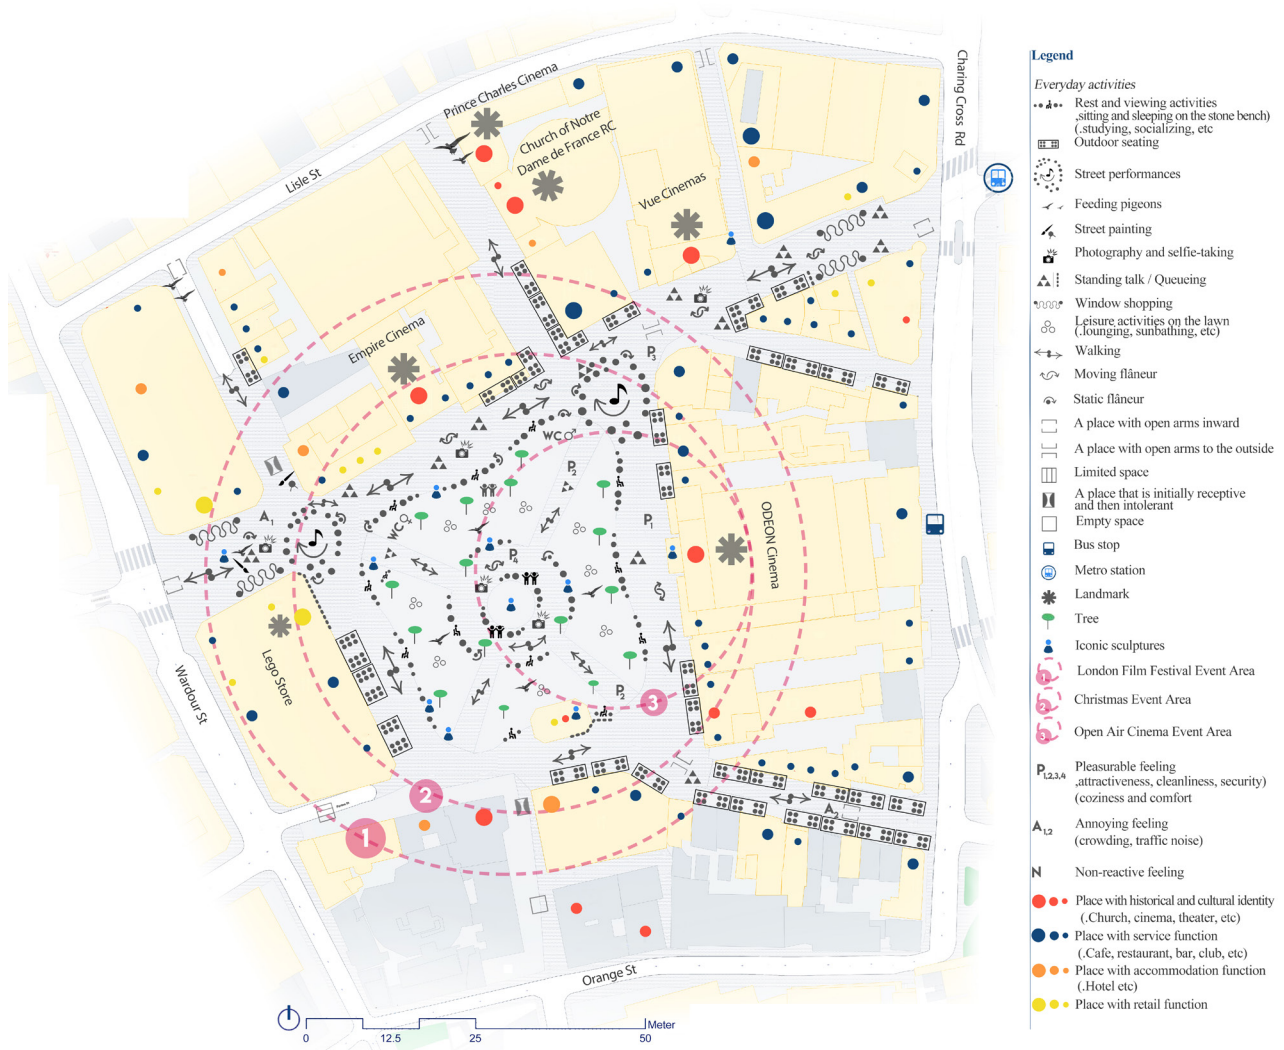 Prince Charles Cinema
Church of Notre
Dame de France RC
Vue Cinemas
Charing Cross Rd
Lisle St
Empire Cinema
P3
WC
P2
A1
WC
P1
P4
ODEON Cinema
Lego Store
Wardour St
P2
3
2
1
A2
Orange St
Meter
0
12.5
25
50
Legend
Everyday activities
Rest and viewing activities
,sitting and sleeping on the stone bench)
(.studying, socializing, etc
Outdoor seating
Street performances
Feeding pigeons
Street painting
Photography and selfie-taking
Standing talk / Queueing
Window shopping
Leisure activities on the lawn
(.lounging, sunbathing, etc)
Walking
Moving flâneur
Static flâneur
A place with open arms inward
A place with open arms to the outside
Limited space
A place that is initially receptive
and then intolerant
Empty space
Bus stop
Metro station
Landmark
Tree
Iconic sculptures
1 London Film Festival Event Area
2 Christmas Event Area
3 Open Air Cinema Event Area
P1,2,3,4 Pleasurable feeling
,attractiveness, cleanliness, security)
(coziness and comfort
A1,2 Annoying feeling
(crowding, traffic noise)
N Non-reactive feeling
Place with historical and cultural identity
(.Church, cinema, theater, etc)
Place with service function
(.Cafe, restaurant, bar, club, etc)
Place with accommodation function
(.Hotel etc)
Place with retail function